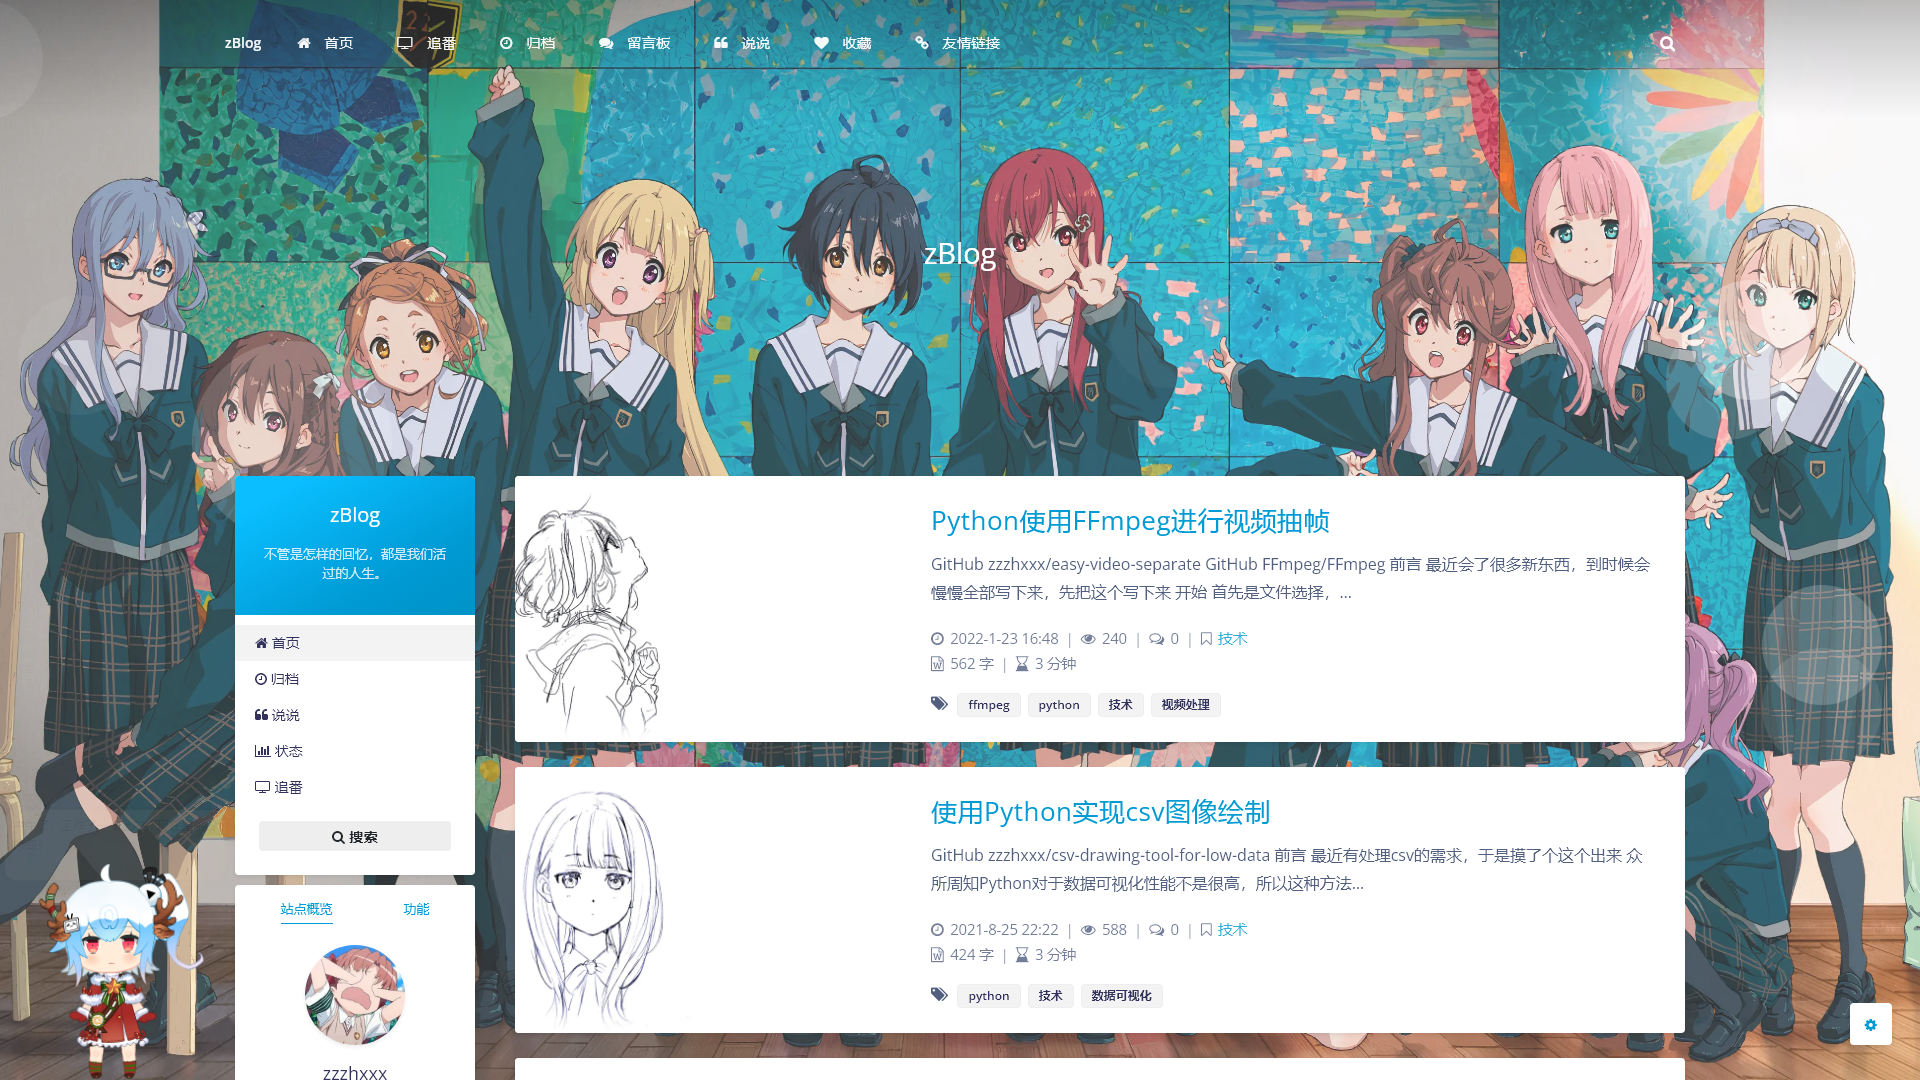 zBlog 首页 追番 归档 留言板 说说 收藏 友情链接
zBlog
zBlog
不管是怎样的回忆，都是我们活
过的人生。
首页
归档
说说
状态
追番
搜索
站点概览 功能
zzzhxxx
Python使用FFmpeg进行视频抽帧
GitHub zzzhxxx/easy-video-separate GitHub FFmpeg/FFmpeg 前言 最近会了很多新东西，到时候会
慢慢全部写下来，先把这个写下来 开始 首先是文件选择，...
2022-1-23 16:48 | 240 | 0 | 技术
562 字 | 3 分钟
ffmpeg python 技术 视频处理
使用Python实现csv图像绘制
GitHub zzzhxxx/csv-drawing-tool-for-low-data 前言 最近有处理csv的需求，于是摸了个这个出来 众
所周知Python对于数据可视化性能不是很高，所以这种方法...
2021-8-25 22:22 | 588 | 0 | 技术
424 字 | 3 分钟
python 技术 数据可视化